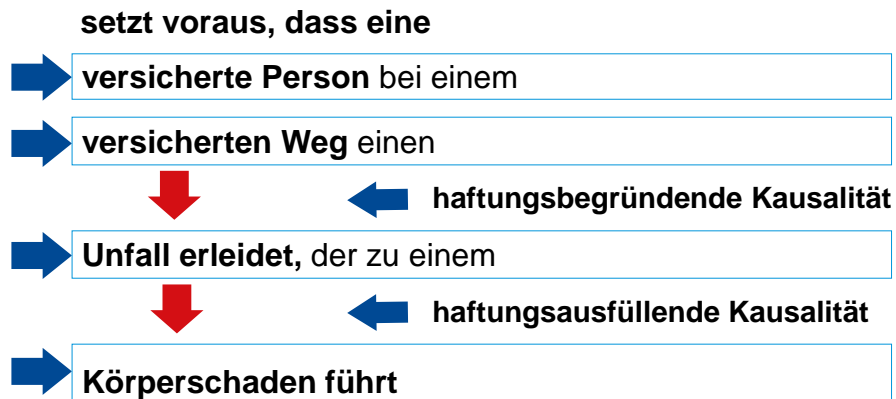 setzt voraus, dass eine
versicherte Person bei einem
versicherten Weg einen
haftungsbegründende Kausalität
Unfall erleidet, der zu einem
haftungsausfüllende Kausalität
Körperschaden führt